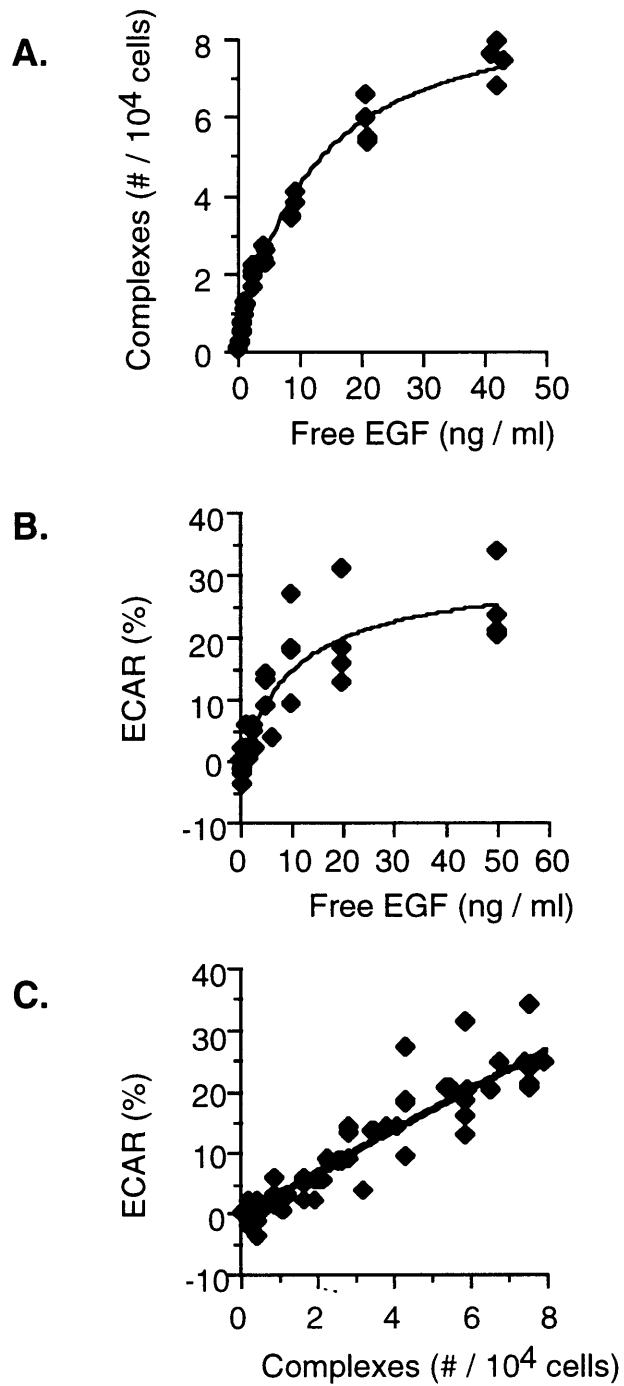 A.
Complexes (# / 10⁴ cells)
8
6
4
2
0
0 10 20 30 40 50
Free EGF (ng / ml)
B.
ECAR (%)
40
30
20
10
0
-10
0 10 20 30 40 50 60
Free EGF (ng / ml)
C.
ECAR (%)
40
30
20
10
0
-10
0 2 4 6 8
Complexes (# / 10⁴ cells)